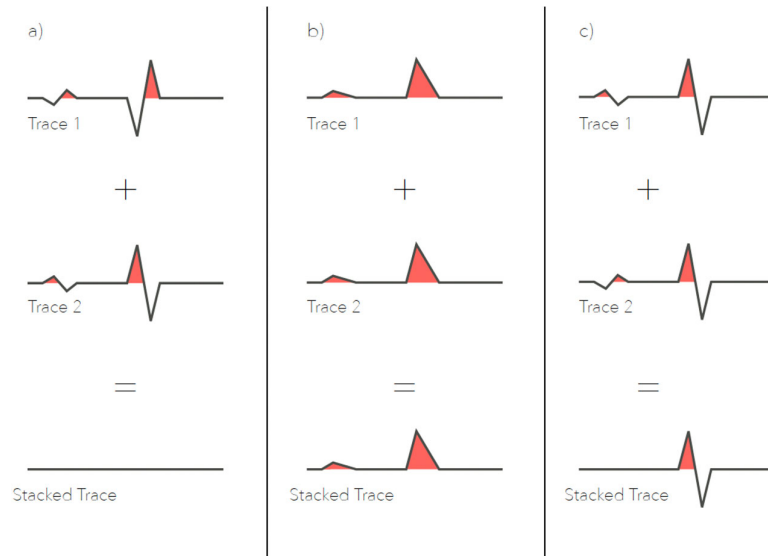 a)
Trace 1
+
Trace 2
=
Stacked Trace
b)
Trace 1
+
Trace 2
=
Stacked Trace
c)
Trace 1
+
Trace 2
=
Stacked Trace